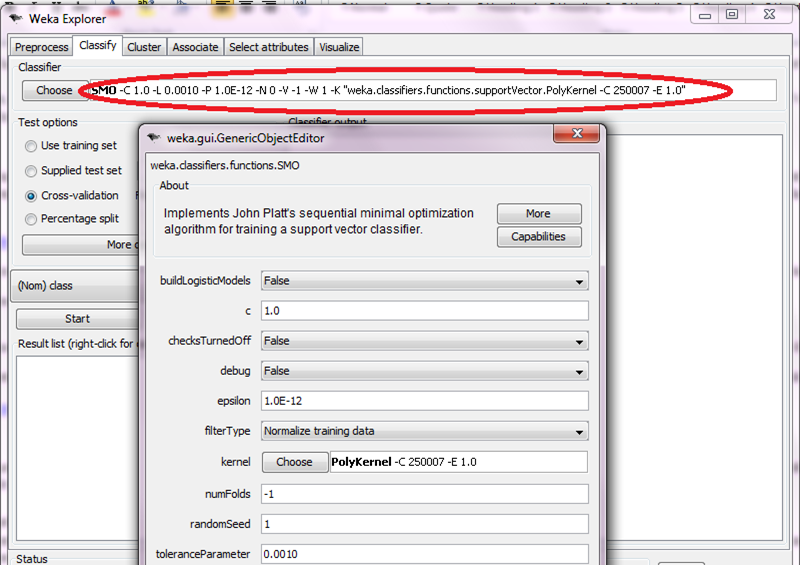 Weka Explorer
Preprocess Classify Cluster Associate Select attributes Visualize
Classifier
Choose SMO -C 1.0 -L 0.0010 -P 1.0E-12 -N 0 -V -1 -W 1 -K "weka.classifiers.functions.supportVector.PolyKernel -C 250007 -E 1.0"
Test options
Classifier output
Use training set
Supplied test set
Cross-validation
Percentage split
More
(Nom) class
Start
Result list (right-click for
Status
weka.gui.GenericObjectEditor
weka.classifiers.functions.SMO
About
Implements John Platt's sequential minimal optimization
algorithm for training a support vector classifier.
More
Capabilities
buildLogisticModels False
c 1.0
checksTurnedOff False
debug False
epsilon 1.0E-12
filterType Normalize training data
kernel Choose PolyKernel -C 250007 -E 1.0
numFolds -1
randomSeed 1
toleranceParameter 0.0010